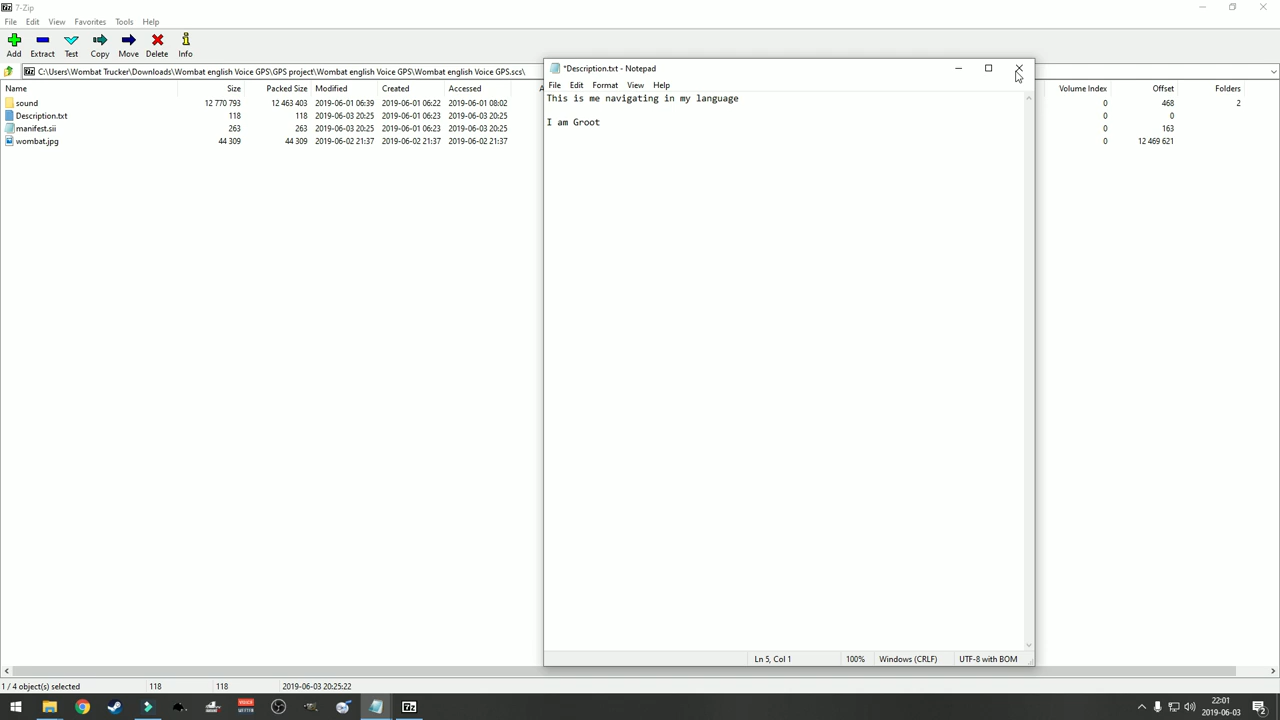 7-Zip
File Edit View Favorites Tools Help
Add Extract Test Copy Move Delete Info
C:\Users\Wombat Trucker\Downloads\Wombat english Voice GPS\GPS project\Wombat english Voice GPS\Wombat english Voice GPS.scs\
Name Size Packed Size Modified Created Accessed Volume Index Offset Folders
sound 12 770 793 12 463 403 2019-06-01 06:39 2019-06-01 06:22 2019-06-01 08:02 0 468 2
Description.txt 118 118 2019-06-03 20:25 2019-06-01 06:23 2019-06-03 20:25 0 0
manifest.sii 263 263 2019-06-03 20:25 2019-06-01 06:23 2019-06-03 20:25 0 163
wombat.jpg 44 309 44 309 2019-06-02 21:37 2019-06-02 21:37 2019-06-02 21:37 0 12 469 621
*Description.txt - Notepad
File Edit Format View Help
This is me navigating in my language
I am Groot
Ln 5, Col 1 100% Windows (CRLF) UTF-8 with BOM
1 / 4 object(s) selected 118 118 2019-06-03 20:25:22
22:01
2019-06-03
2